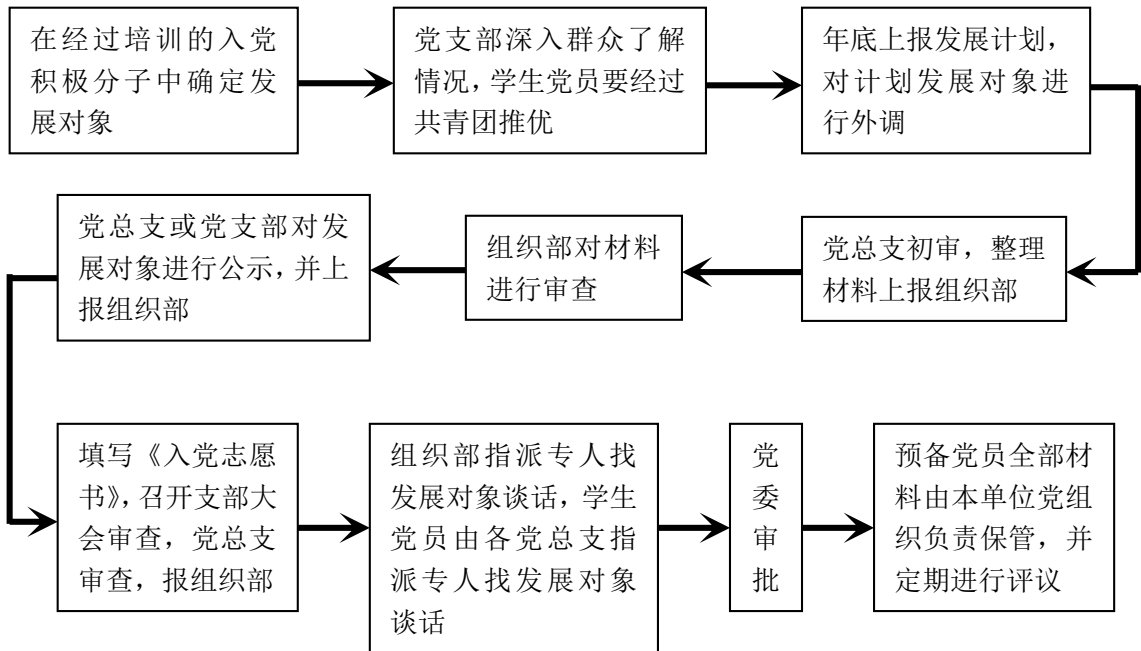 在经过培训的入党
积极分子中确定发
展对象
党支部深入群众了解
情况，学生党员要经过
共青团推优
年底上报发展计划，
对计划发展对象进
行外调
党总支初审，整理
材料上报组织部
组织部对材料
进行审查
党总支或党支部对发
展对象进行公示，并上
报组织部
填写《入党志愿
书》，召开支部大
会审查，党总支
审查，报组织部
组织部指派专人找
发展对象谈话，学生
党员由各党总支指
派专人找发展对象
谈话
党
委
审
批
预备党员全部材
料由本单位党组
织负责保管，并
定期进行评议